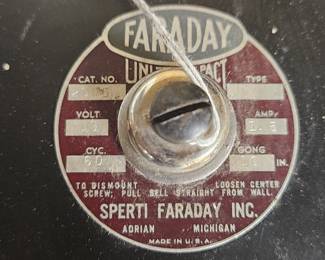 FARADAY
CAT. NO.
TYPE
VOLT
AMP.
CYC.
60
GONG
IN.
TO DISMOUNT LOOSEN CENTER
SCREW; PULL BELL STRAIGHT FROM WALL.
SPERTI FARADAY INC.
ADRIAN MICHIGAN
MADE IN U.S.A.